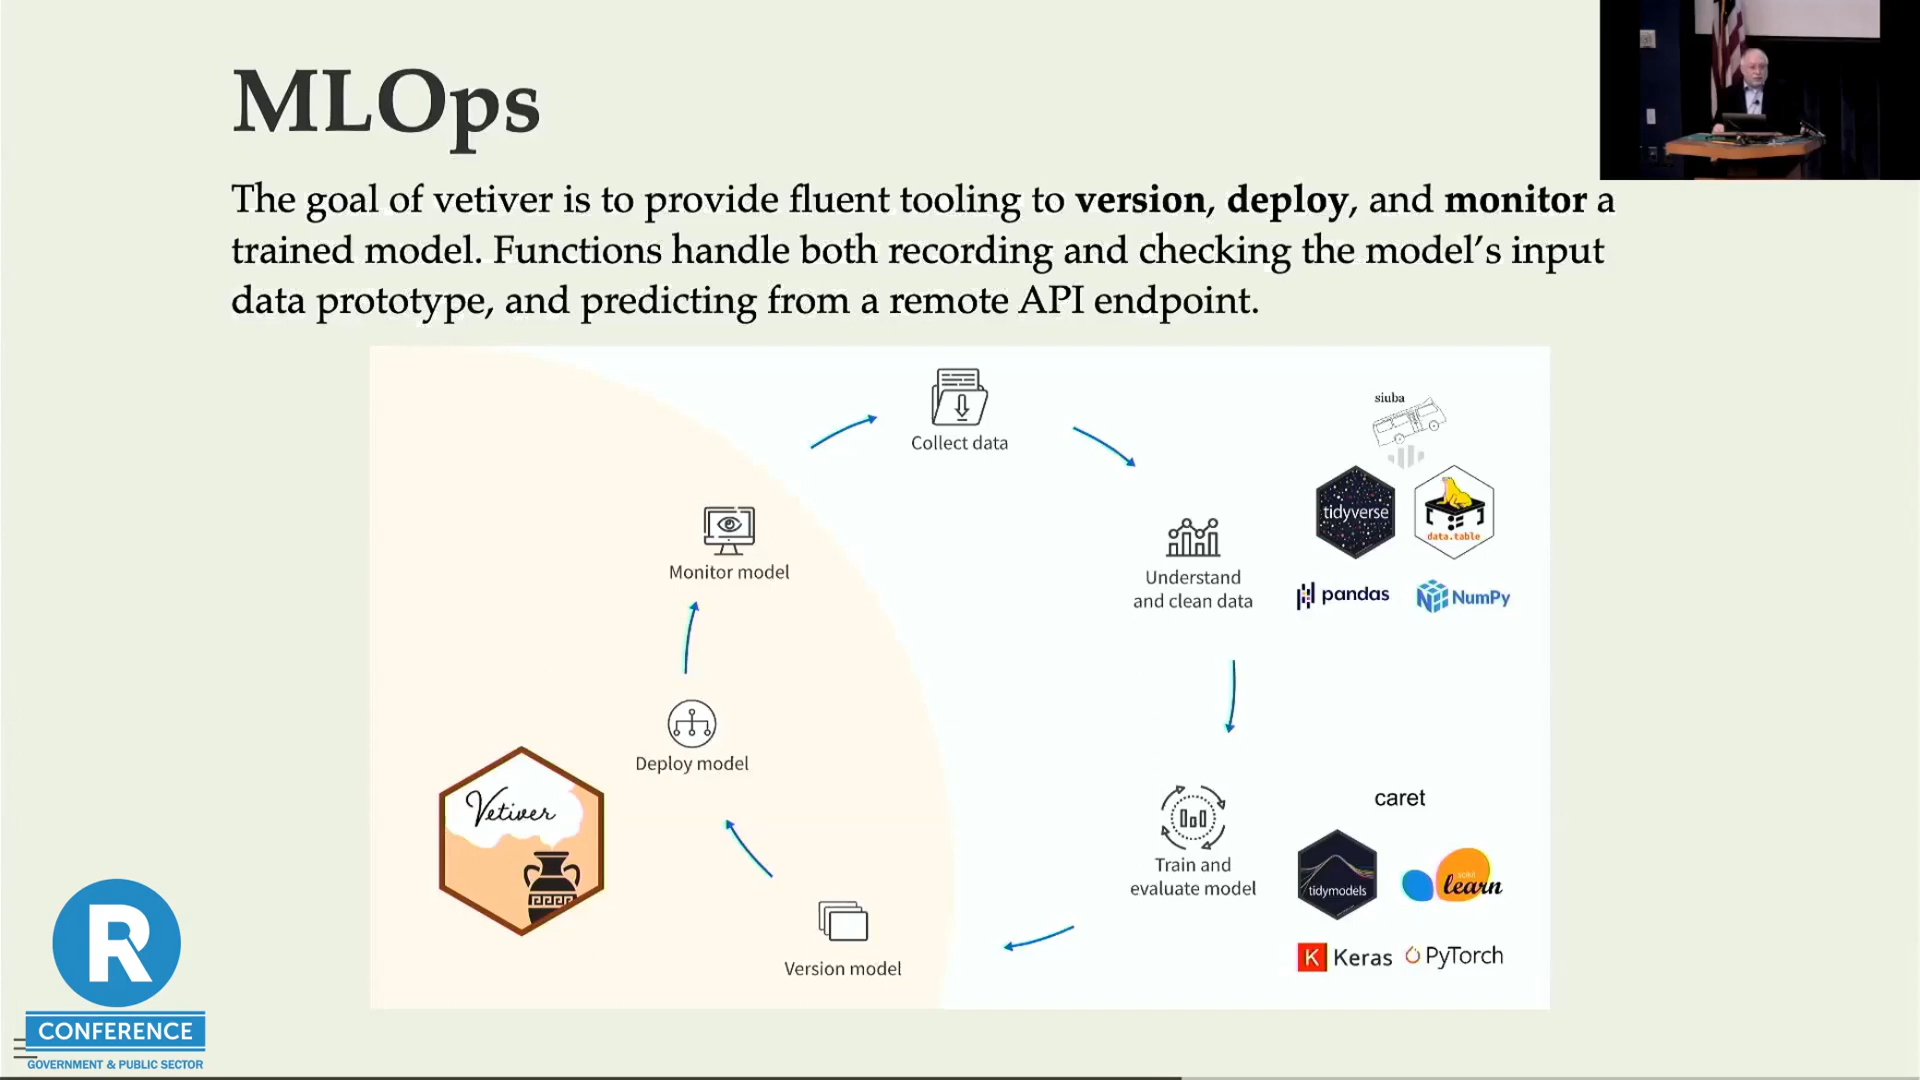 MLOps
The goal of vetiver is to provide fluent tooling to version, deploy, and monitor a
trained model. Functions handle both recording and checking the model's input
data prototype, and predicting from a remote API endpoint.
Collect data
siuba
tidyverse
data.table
Monitor model
Understand
and clean data
pandas
NumPy
Deploy model
Vetiver
caret
Train and
evaluate model
tidymodels
scikit
learn
Version model
Keras
PyTorch
R
CONFERENCE
GOVERNMENT & PUBLIC SECTOR